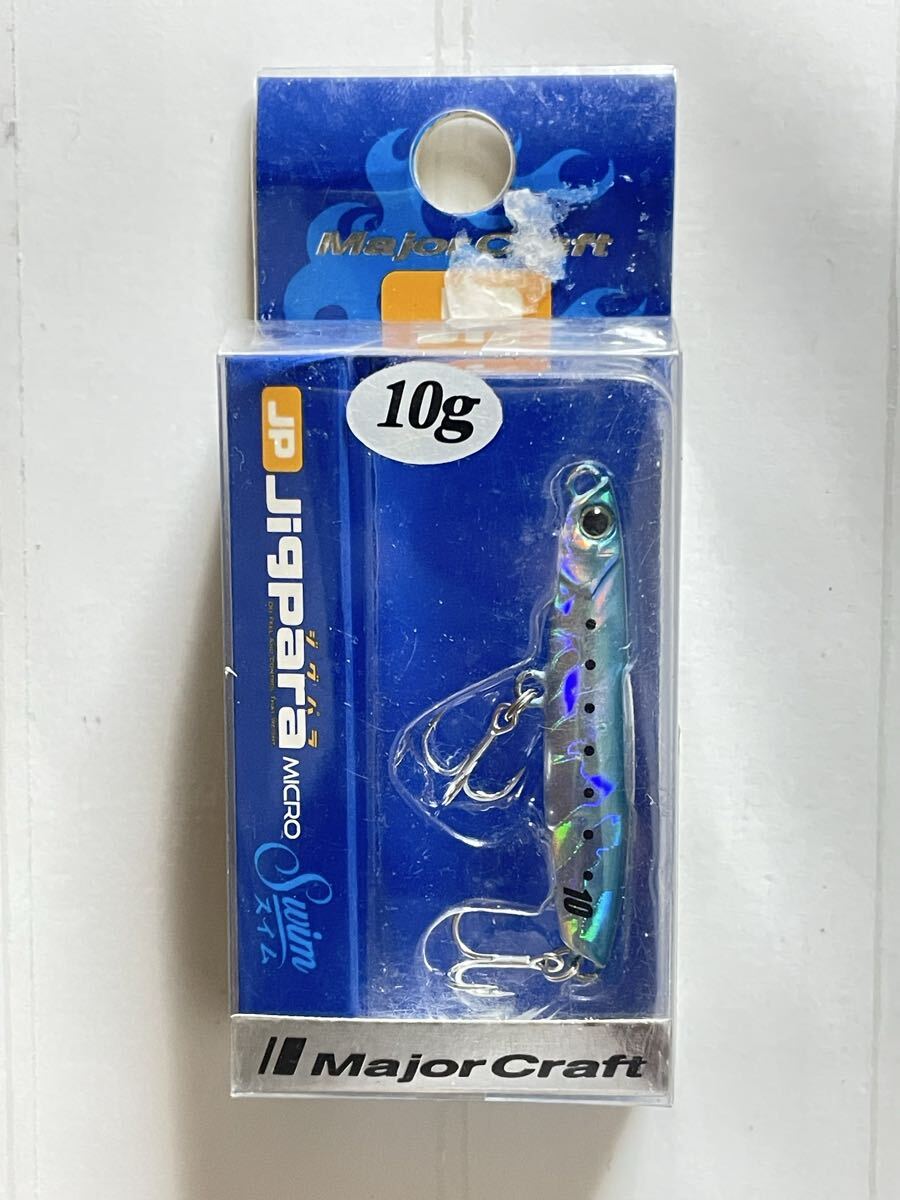 Major Craft
10g
JP
Jigpara MICRO
ジグパラ
Swim
スイム
10
Major Craft